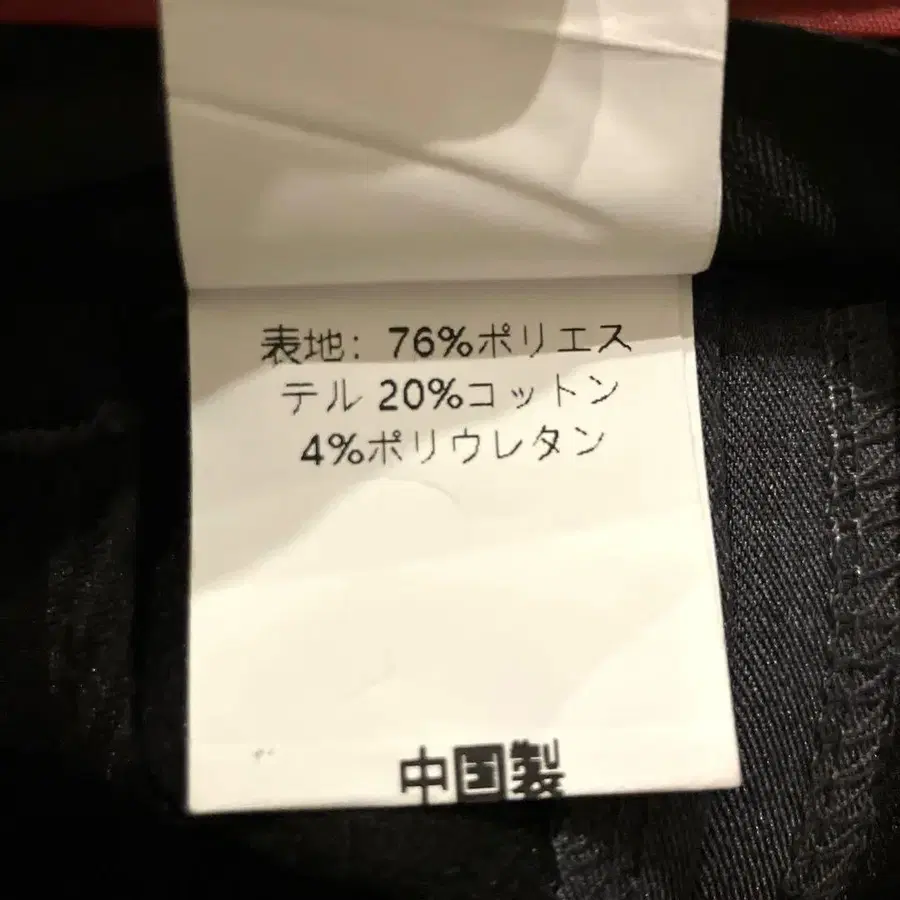 表地: 76%ポリエス
テル 20%コットン
4%ポリウレタン
中国製